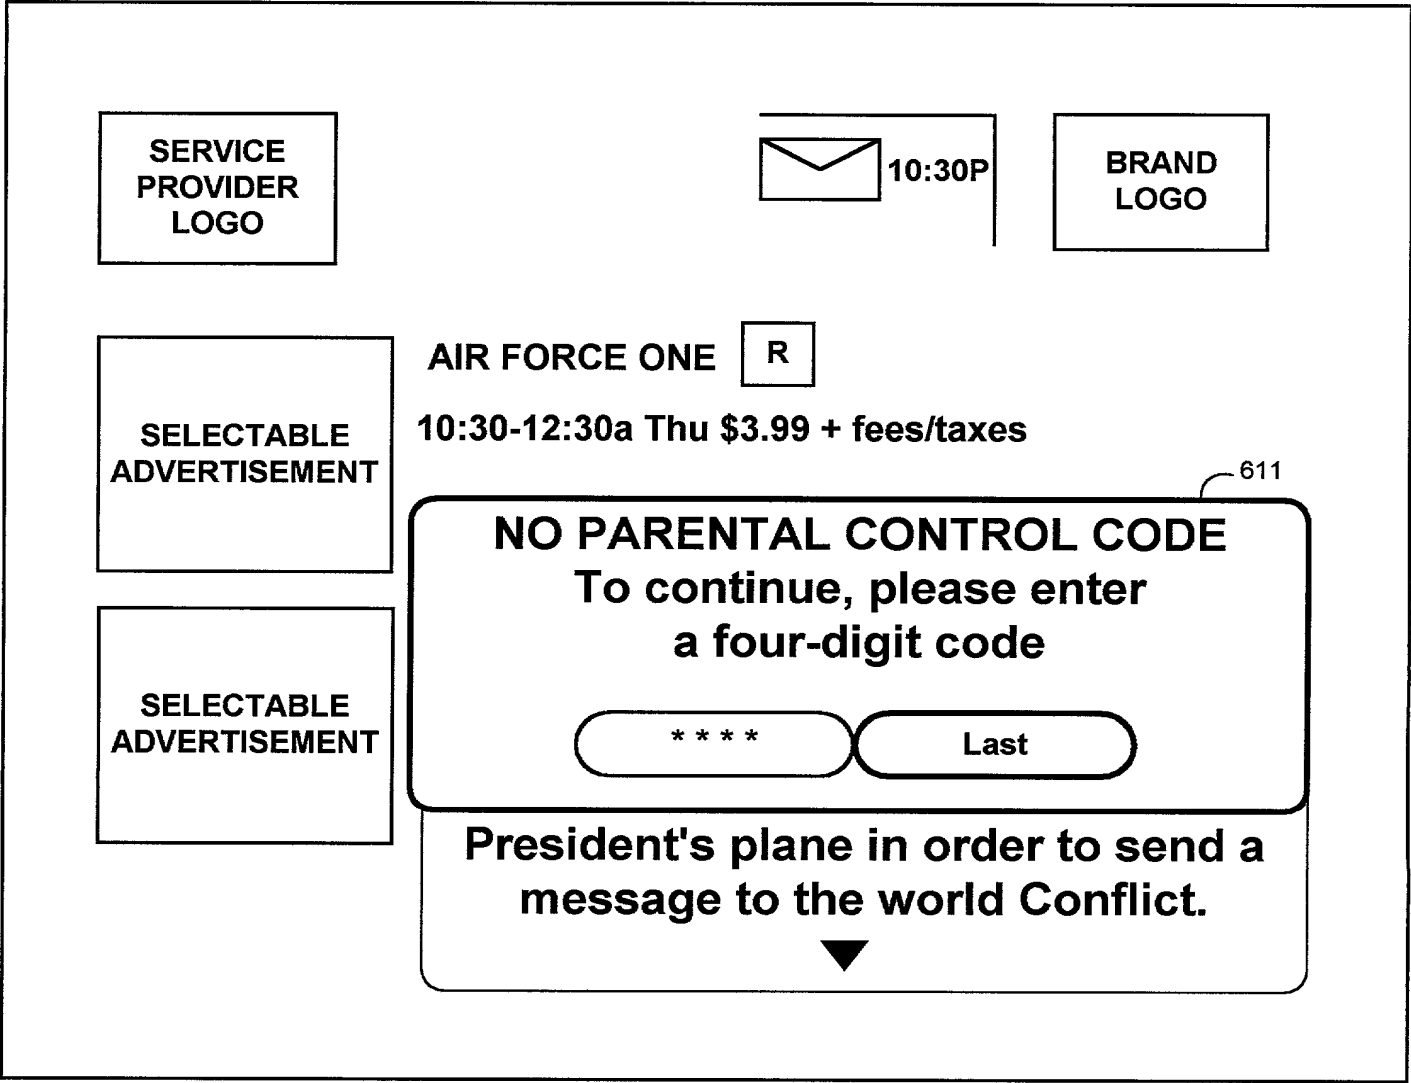 SERVICE
PROVIDER
LOGO
10:30P
BRAND
LOGO
AIR FORCE ONE R
10:30-12:30a Thu $3.99 + fees/taxes
SELECTABLE
ADVERTISEMENT
611
NO PARENTAL CONTROL CODE
To continue, please enter
a four-digit code
* * * * Last
SELECTABLE
ADVERTISEMENT
President's plane in order to send a
message to the world Conflict.